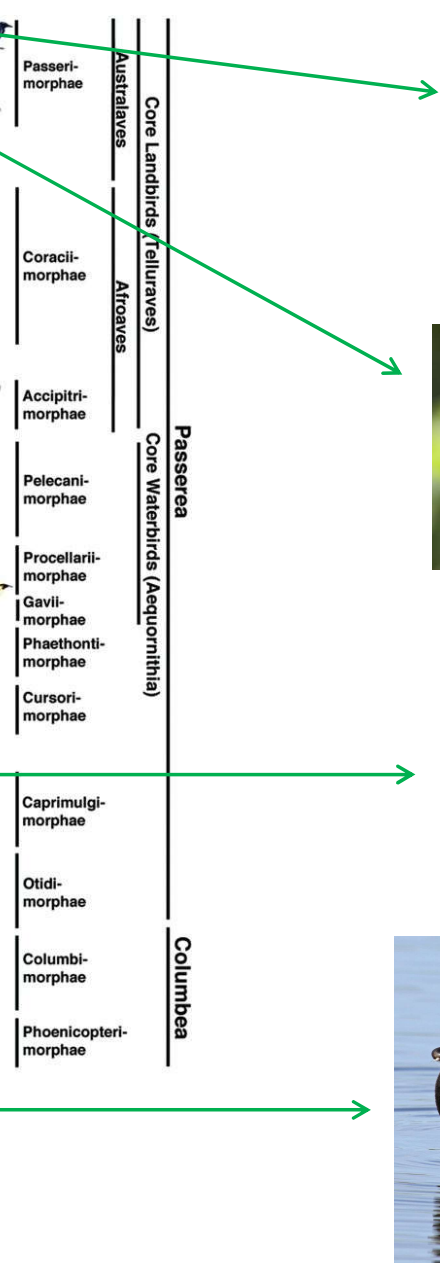 Passeri-
morphae
Australaves
Core Landbirds (Telluraves)
Coracii-
morphae
Afroaves
Accipitri-
morphae
Passerea
Core Waterbirds (Aequornithia)
Pelecani-
morphae
Procellarii-
morphae
Gavii-
morphae
Phaethonti-
morphae
Cursori-
morphae
Caprimulgi-
morphae
Otidi-
morphae
Columbea
Columbi-
morphae
Phoenicopteri-
morphae